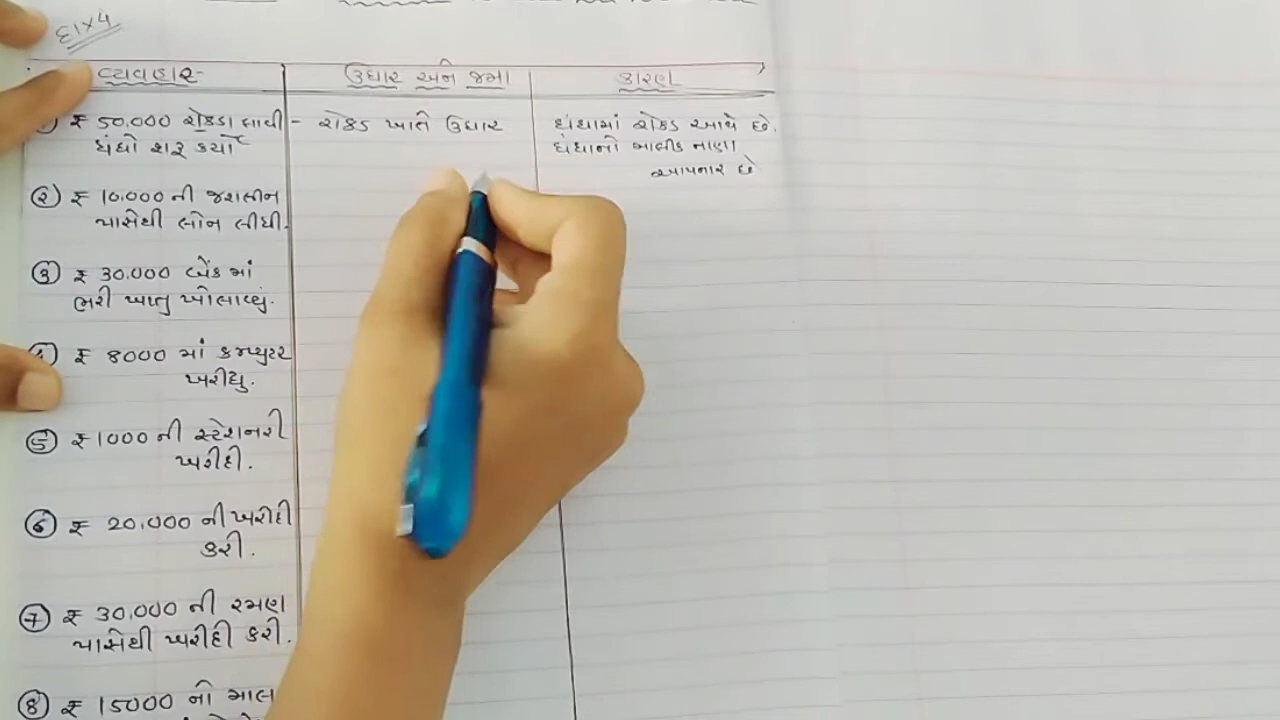 દાખ્ય
વ્યવહાર- ઉધાર અને જમા કારણ
₹ 50,000 રોકડા લાવી - રોકડ ખાતે ઉધાર ધંધામાં રોકડ આવે છે.
ધંધો શરૂ કર્યો ધંધાનો માલીક નાણા
આપનાર છે
② ₹ 10,000 ની જશલીન
પાસેથી લોન લીધી.
③ ₹ 30,000 બેંક માં
ભરી ખાતુ ખોલાવ્યું.
₹ 8000 માં કમ્પ્યુટર
ખરીદ્યુ.
⑤ ₹ 1000 ની સ્ટેશનરી
ખરીદી.
⑥ ₹ 20,000 ની ખરીદી
કરી.
⑦ ₹ 30,000 ની રમણ
પાસેથી ખરીદી કરી.
⑧ ₹ 15000 નો માલ